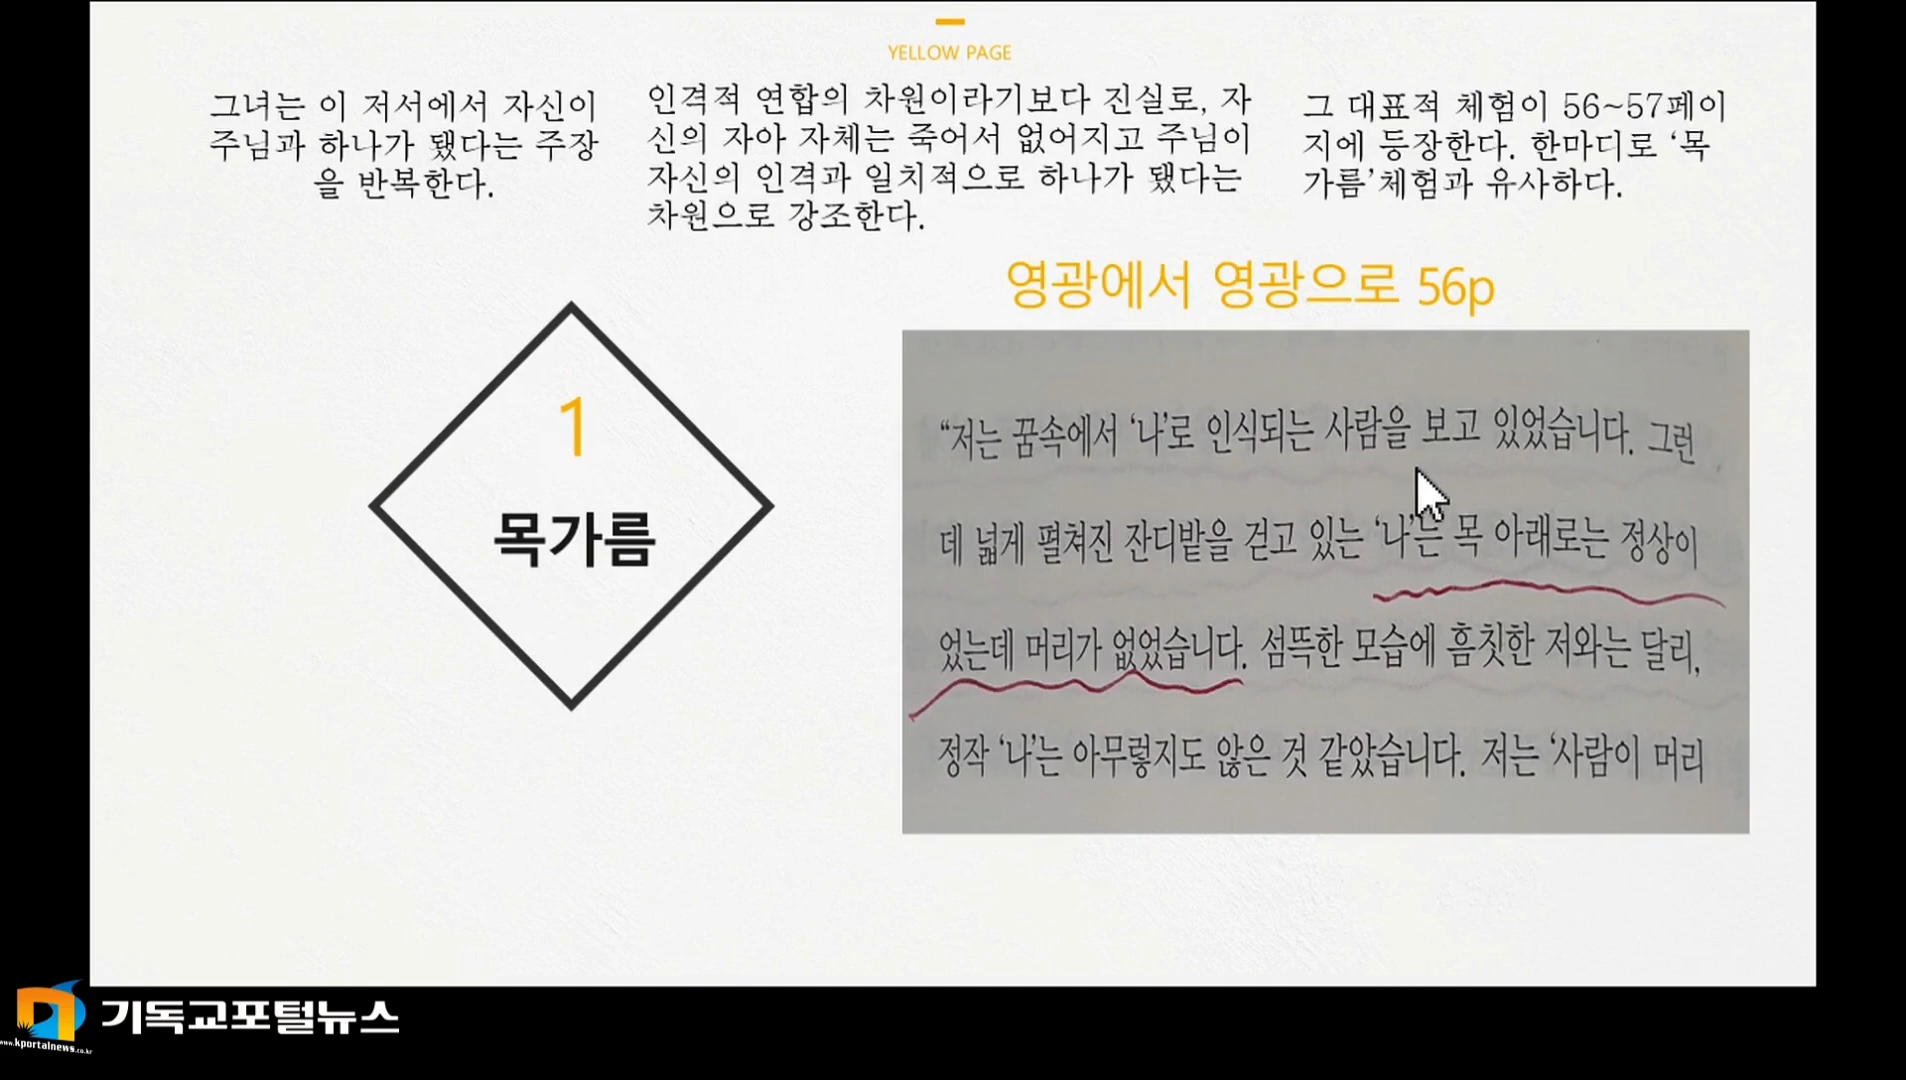 YELLOW PAGE
그녀는 이 저서에서 자신이
주님과 하나가 됐다는 주장
을 반복한다.
인격적 연합의 차원이라기보다 진실로, 자
신의 자아 자체는 죽어서 없어지고 주님이
자신의 인격과 일치적으로 하나가 됐다는
차원으로 강조한다.
그 대표적 체험이 56~57페이
지에 등장한다. 한마디로 ‘목
가름’체험과 유사하다.
영광에서 영광으로 56p
1
목가름
“저는 꿈속에서 ‘나’로 인식되는 사람을 보고 있었습니다. 그런
데 넓게 펼쳐진 잔디밭을 걷고 있는 ‘나’는 목 아래로는 정상이
었는데 머리가 없었습니다. 섬뜩한 모습에 흠칫한 저와는 달리,
정작 ‘나’는 아무렇지도 않은 것 같았습니다. 저는 ‘사람이 머리
기독교포털뉴스
www.kportalnews.co.kr